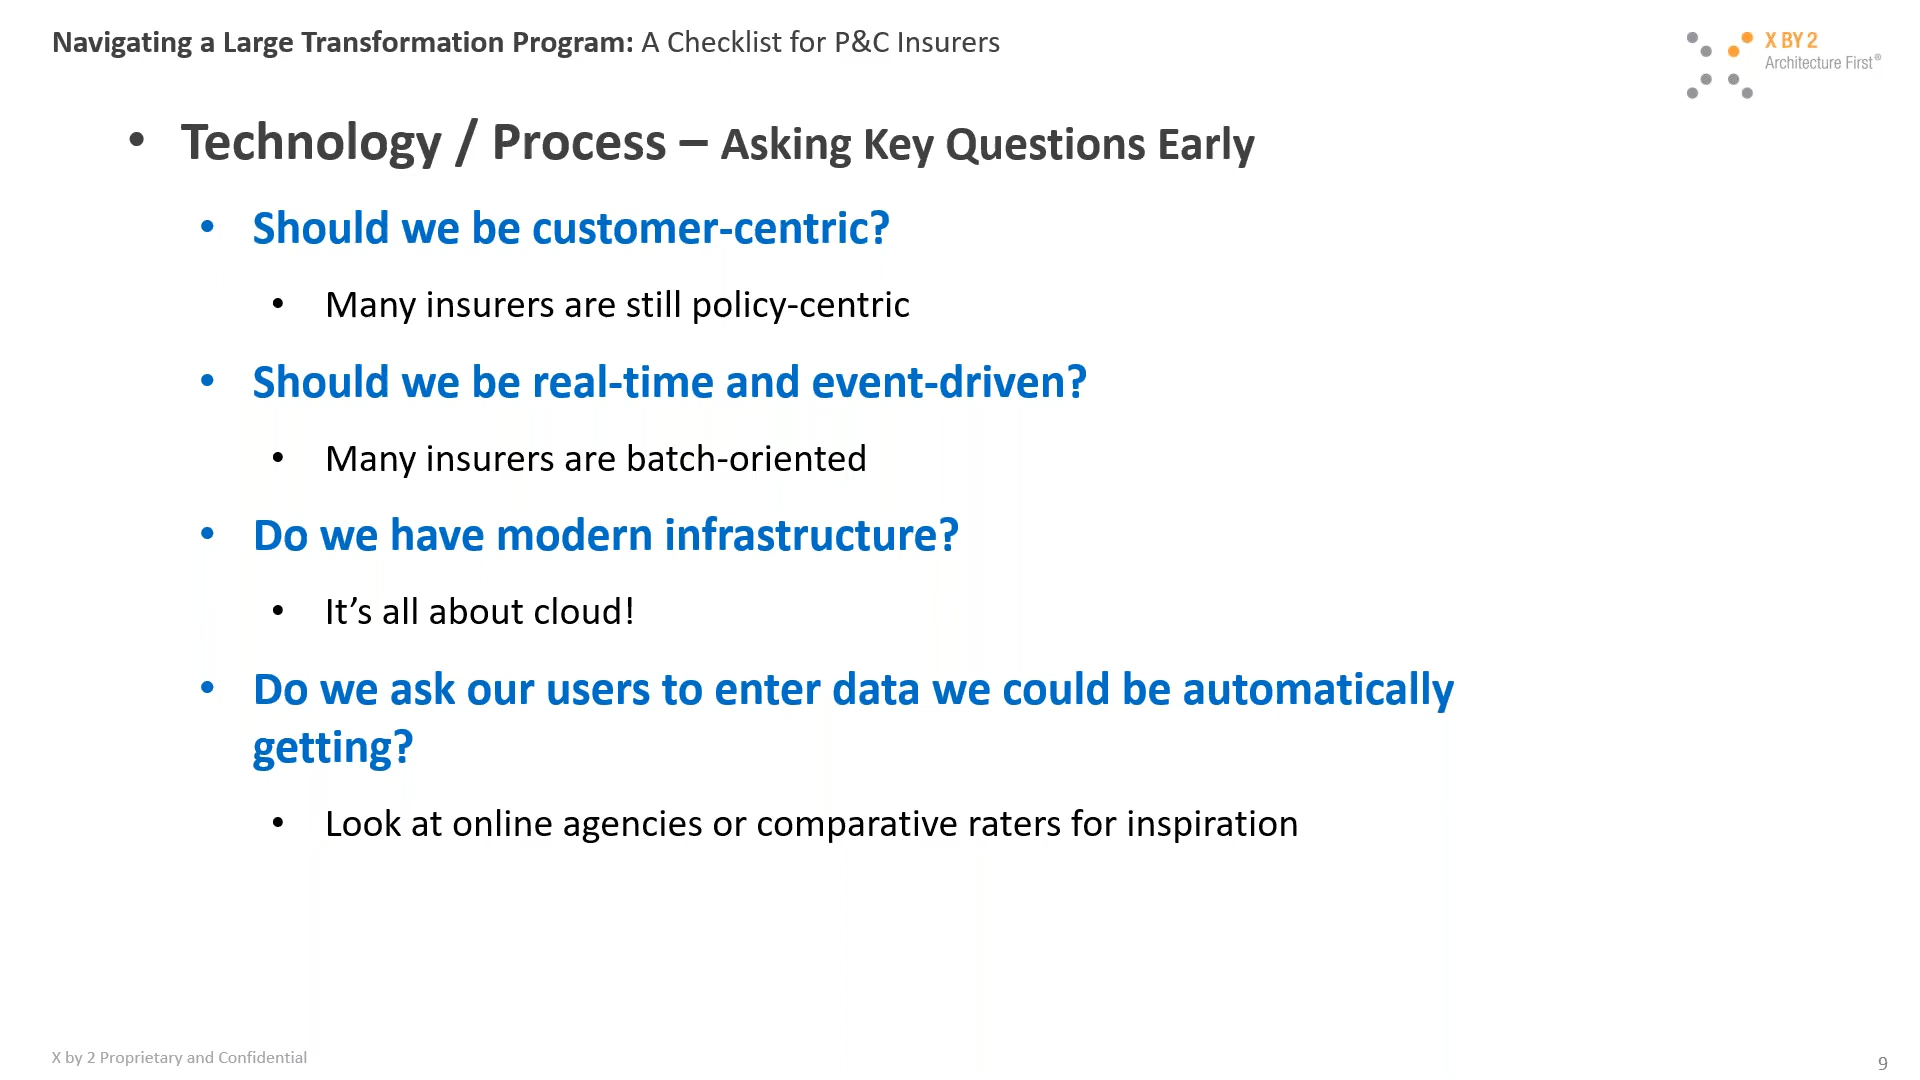 Navigating a Large Transformation Program: A Checklist for P&C Insurers
X BY 2
Architecture First®
• Technology / Process – Asking Key Questions Early
• Should we be customer-centric?
• Many insurers are still policy-centric
• Should we be real-time and event-driven?
• Many insurers are batch-oriented
• Do we have modern infrastructure?
• It’s all about cloud!
• Do we ask our users to enter data we could be automatically
getting?
• Look at online agencies or comparative raters for inspiration
X by 2 Proprietary and Confidential
9